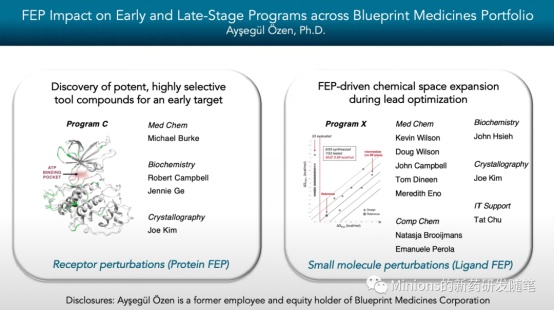 FEP Impact on Early and Late-Stage Programs across Blueprint Medicines Portfolio
Ayşegül Özen, Ph.D.
Discovery of potent, highly selective
tool compounds for an early target
Program C
ATP
BINDING
POCKET
Med Chem
Michael Burke
Biochemistry
Robert Campbell
Jennie Ge
Crystallography
Joe Kim
Receptor perturbations (Protein FEP)
FEP-driven chemical space expansion
during lead optimization
Program X
Med Chem
Kevin Wilson
Doug Wilson
John Campbell
Tom Dineen
Meredith Eno
Comp Chem
Natasja Brooijmans
Emanuele Perola
Biochemistry
John Hsieh
Crystallography
Joe Kim
IT Support
Tat Chu
Small molecule perturbations (Ligand FEP)
Disclosures: Ayşegül Özen is a former employee and equity holder of Blueprint Medicines Corporation
Minions的新药研发随笔